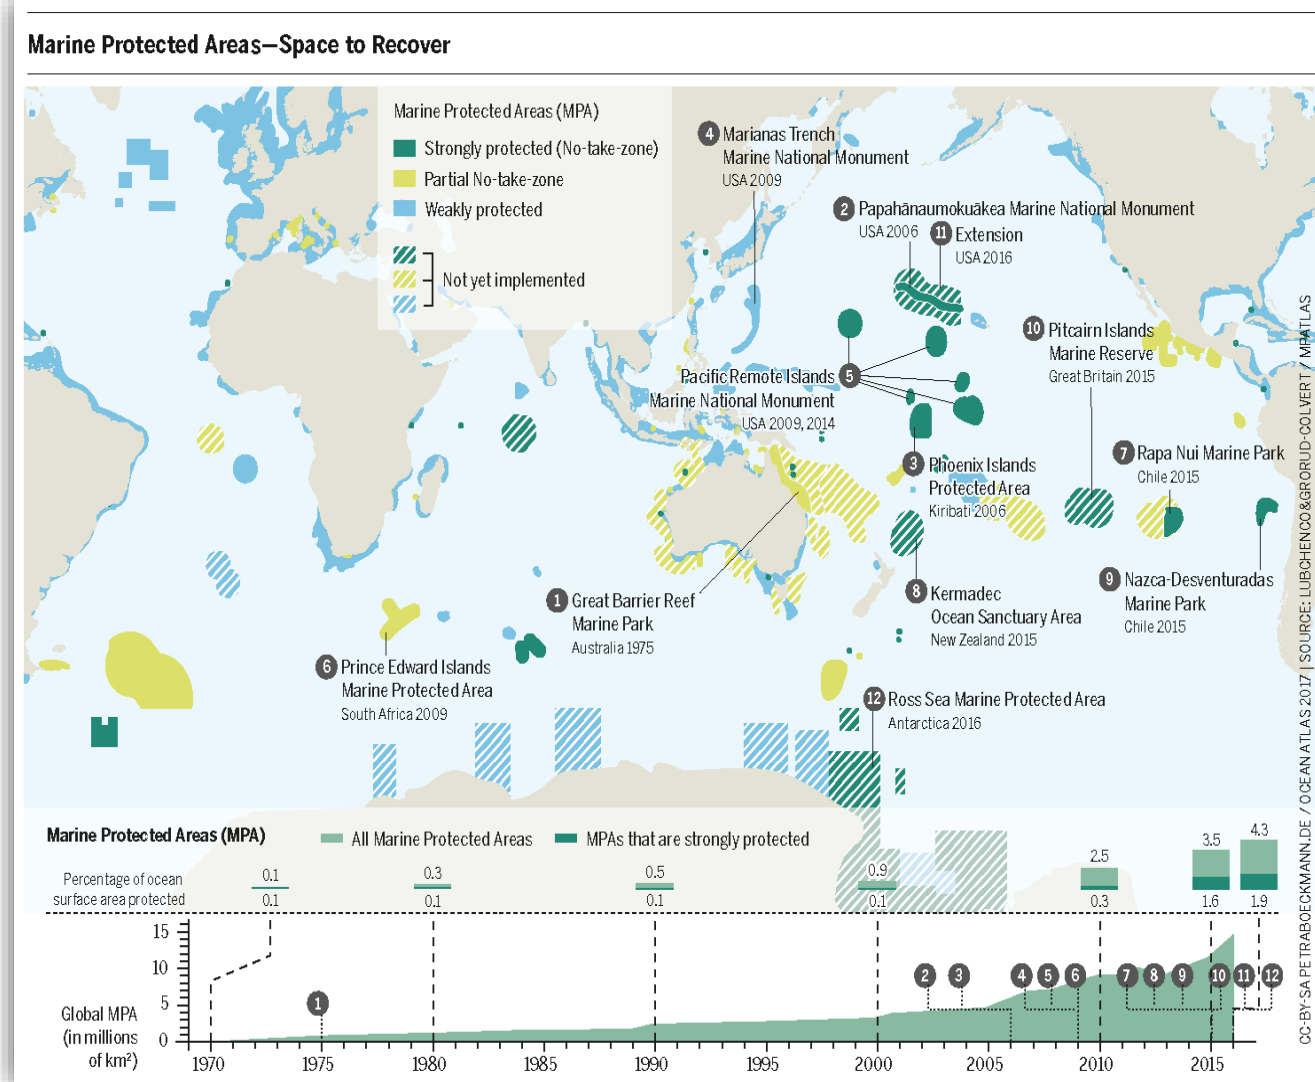 Marine Protected Areas—Space to Recover
Marine Protected Areas (MPA)
Strongly protected (No-take-zone)
Partial No-take-zone
Weakly protected
Not yet implemented
4 Marianas Trench
Marine National Monument
USA 2009
2 Papahānaumokuākea Marine National Monument
USA 2006
11 Extension
USA 2016
10 Pitcairn Islands
Marine Reserve
Great Britain 2015
Pacific Remote Islands 5
Marine National Monument
USA 2009, 2014
3 Phoenix Islands
Protected Area
Kiribati 2006
7 Rapa Nui Marine Park
Chile 2015
1 Great Barrier Reef
Marine Park
Australia 1975
8 Kermadec
Ocean Sanctuary Area
New Zealand 2015
9 Nazca-Desventuradas
Marine Park
Chile 2015
6 Prince Edward Islands
Marine Protected Area
South Africa 2009
12 Ross Sea Marine Protected Area
Antarctica 2016
Marine Protected Areas (MPA)
All Marine Protected Areas
MPAs that are strongly protected
Percentage of ocean
surface area protected
0.1 0.3 0.5 0.9 2.5 3.5 4.3
0.1 0.1 0.1 0.1 0.3 1.6 1.9
Global MPA
(in millions
of km²)
15
10
5
0
1 2 3 4 5 6 7 8 9 10 11 12
1970 1975 1980 1985 1990 1995 2000 2005 2010 2015
CC-BY-SA PETRABOECKMANN.DE / OCEAN ATLAS 2017 | SOURCE: LUBCHENCO&GRORUD-COLVERT / MPATLAS